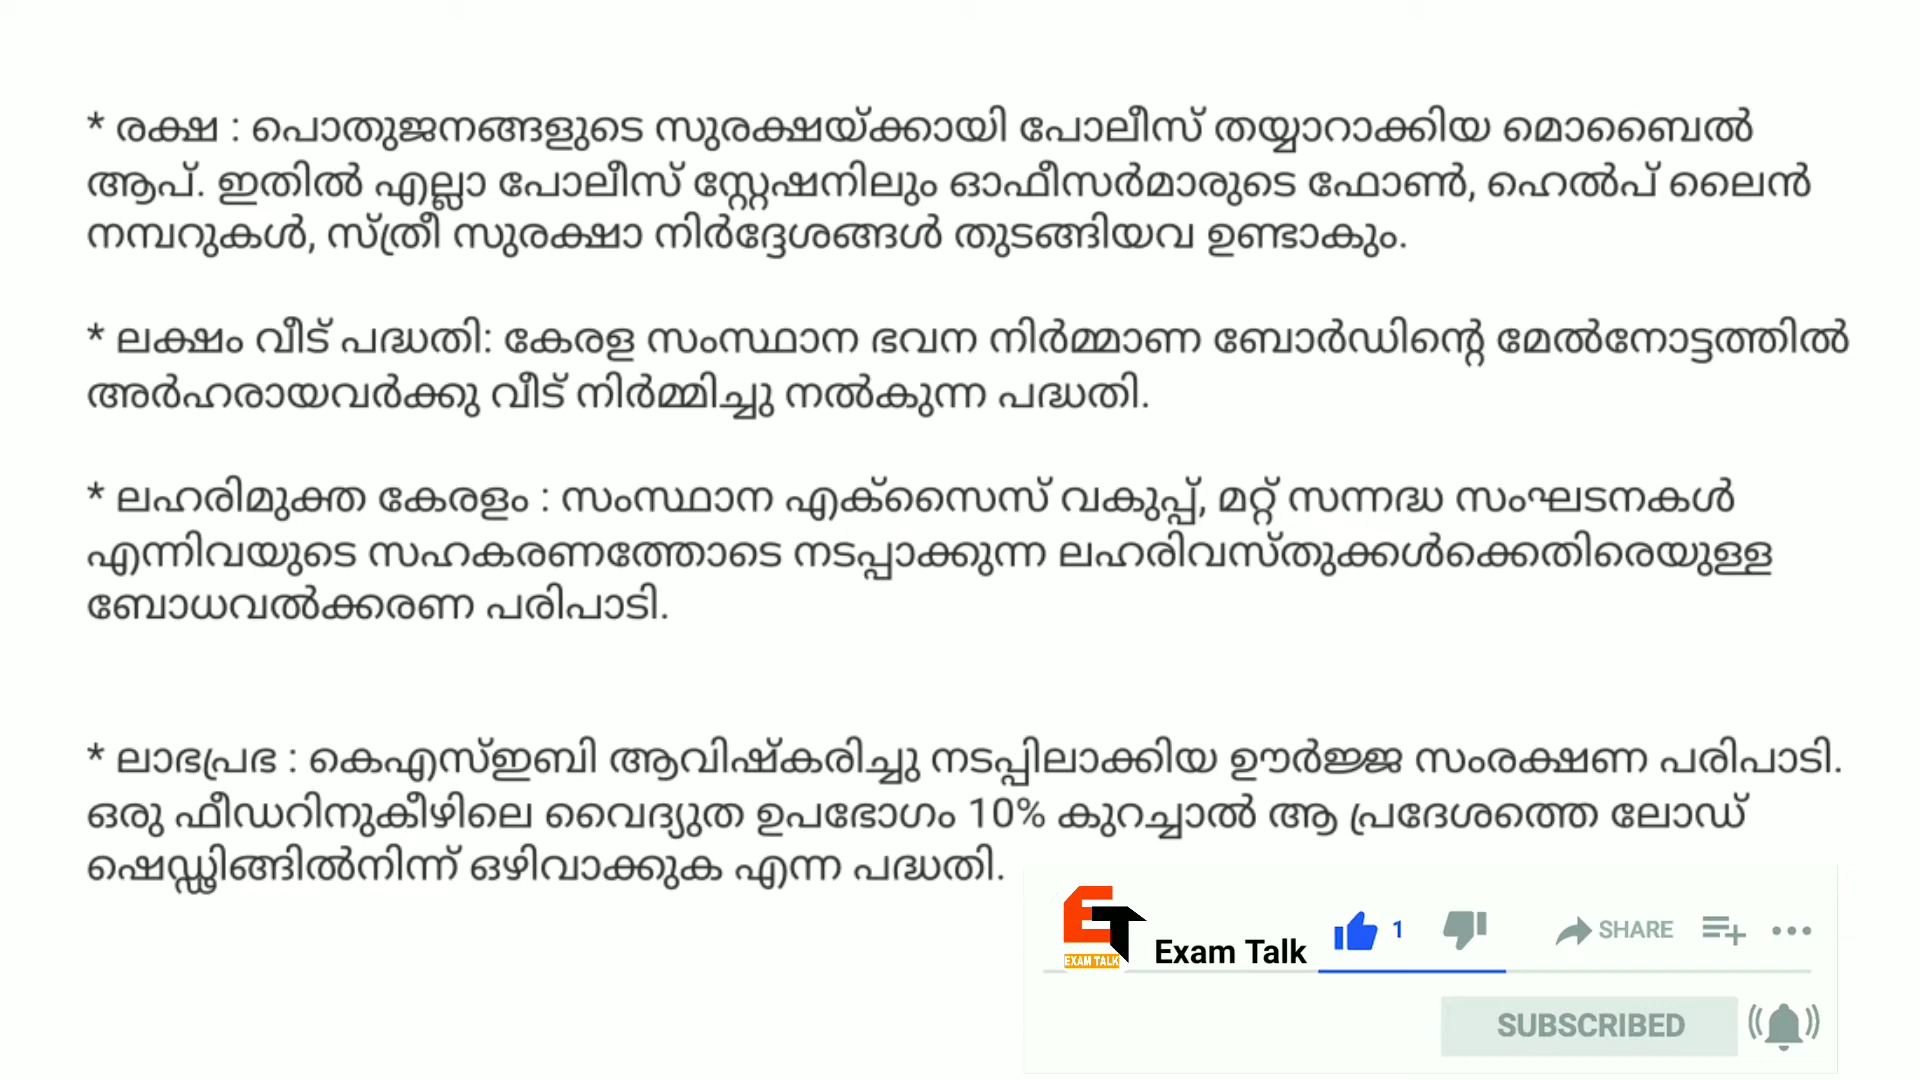 * രക്ഷ : പൊതുജനങ്ങളുടെ സുരക്ഷയ്ക്കായി പോലീസ് തയ്യാറാക്കിയ മൊബൈൽ
ആപ്. ഇതിൽ എല്ലാ പോലീസ് സ്റ്റേഷനിലും ഓഫീസർമാരുടെ ഫോൺ, ഹെൽപ് ലൈൻ
നമ്പറുകൾ, സ്ത്രീ സുരക്ഷാ നിർദ്ദേശങ്ങൾ തുടങ്ങിയവ ഉണ്ടാകും.
* ലക്ഷം വീട് പദ്ധതി: കേരള സംസ്ഥാന ഭവന നിർമ്മാണ ബോർഡിന്റെ മേൽനോട്ടത്തിൽ
അർഹരായവർക്കു വീട് നിർമ്മിച്ചു നൽകുന്ന പദ്ധതി.
* ലഹരിമുക്ത കേരളം : സംസ്ഥാന എക്സൈസ് വകുപ്പ്, മറ്റ് സന്നദ്ധ സംഘടനകൾ
എന്നിവയുടെ സഹകരണത്തോടെ നടപ്പാക്കുന്ന ലഹരിവസ്തുക്കൾക്കെതിരെയുള്ള
ബോധവൽക്കരണ പരിപാടി.
* ലാഭപ്രഭ : കെഎസ്ഇബി ആവിഷ്കരിച്ചു നടപ്പിലാക്കിയ ഊർജ്ജ സംരക്ഷണ പരിപാടി.
ഒരു ഫീഡറിനുകീഴിലെ വൈദ്യുത ഉപഭോഗം 10% കുറച്ചാൽ ആ പ്രദേശത്തെ ലോഡ്
ഷെഡ്ഢിങ്ങിൽനിന്ന് ഒഴിവാക്കുക എന്ന പദ്ധതി.
ET
EXAM TALK
Exam Talk 1 SHARE
SUBSCRIBED